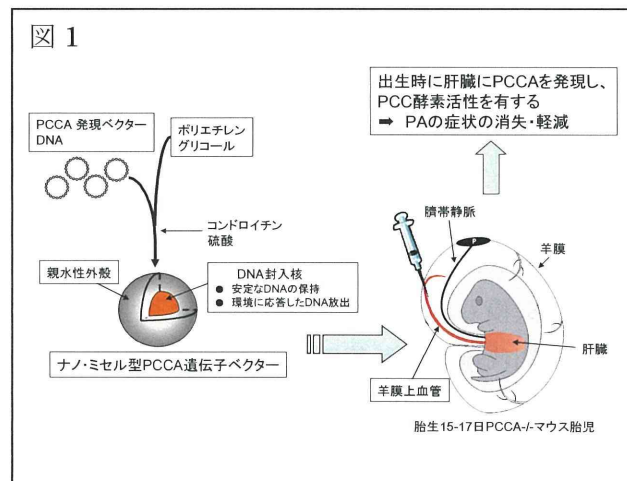 図 1
PCCA 発現ベクター
DNA
ポリエチレン
グリコール
コンドロイチン
硫酸
親水性外殻
DNA封入核
● 安定なDNAの保持
● 環境に応答したDNA放出
ナノ・ミセル型PCCA遺伝子ベクター
出生時に肝臓にPCCAを発現し、
PCC酵素活性を有する
➡ PAの症状の消失・軽減
臍帯静脈
P
羊膜
肝臓
羊膜上血管
胎生15-17日PCCA-/-マウス胎児